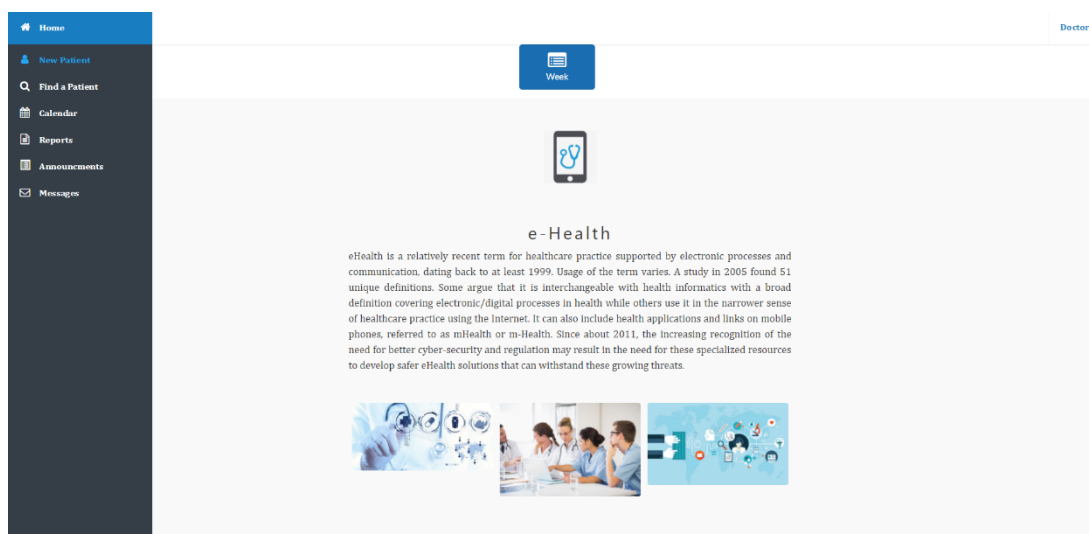 Home
Doctor
New Patient
Week
Find a Patient
Calendar
Reports
Announcments
Messages
e-Health
eHealth is a relatively recent term for healthcare practice supported by electronic processes and
communication, dating back to at least 1999. Usage of the term varies. A study in 2005 found 51
unique definitions. Some argue that it is interchangeable with health informatics with a broad
definition covering electronic/digital processes in health while others use it in the narrower sense
of healthcare practice using the Internet. It can also include health applications and links on mobile
phones, referred to as mHealth or m-Health. Since about 2011, the increasing recognition of the
need for better cyber-security and regulation may result in the need for these specialized resources
to develop safer eHealth solutions that can withstand these growing threats.